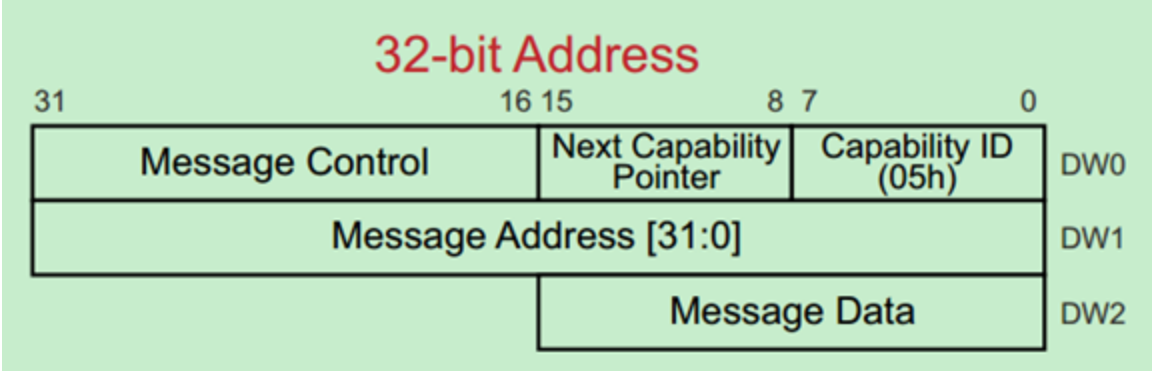 32-bit Address
31 16 15 8 7 0
Message Control
Next Capability
Pointer
Capability ID
(05h)
DW0
Message Address [31:0]
DW1
Message Data
DW2